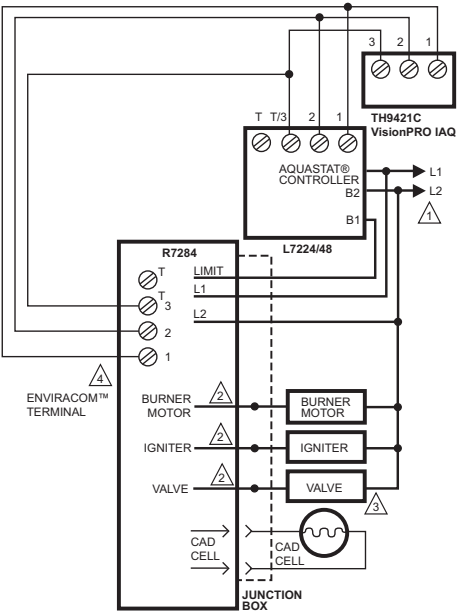 3 2 1
TH9421C
VisionPRO IAQ
T T/3 2 1
AQUASTAT®
CONTROLLER
L1
B2
L2
1
B1
L7224/48
R7284
T
LIMIT
T
L1
3
L2
2
1
4
ENVIRACOM™
TERMINAL
BURNER
MOTOR
2
BURNER
MOTOR
IGNITER
2
IGNITER
VALVE
2
VALVE
3
CAD
CELL
CAD
CELL
JUNCTION
BOX